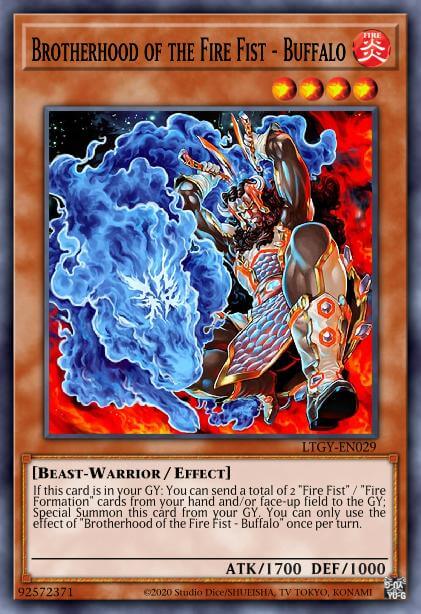 Brotherhood of the Fire Fist - Buffalo
FIRE
炎
LTGY-EN029
[Beast-Warrior / Effect]
If this card is in your GY: You can send a total of 2 "Fire Fist" / "Fire
Formation" cards from your hand and/or face-up field to the GY;
Special Summon this card from your GY. You can only use the
effect of "Brotherhood of the Fire Fist - Buffalo" once per turn.
ATK/1700 DEF/1000
92572371
©2020 Studio Dice/SHUEISHA, TV TOKYO, KONAMI